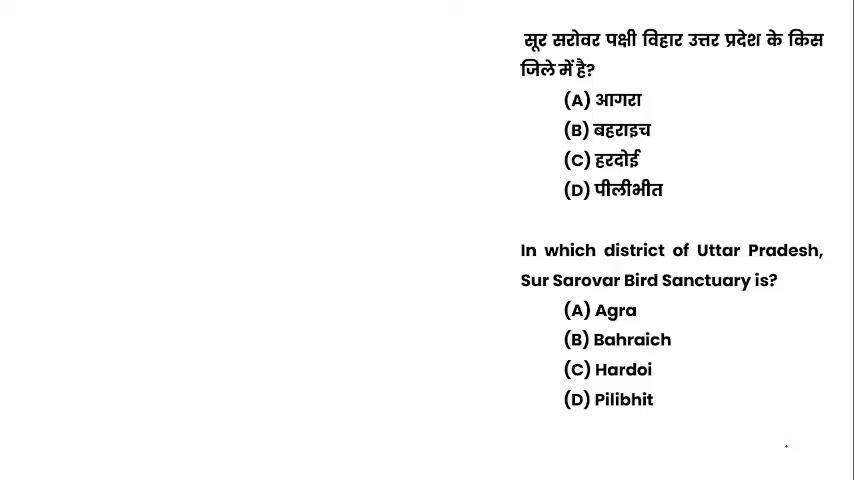 सूर सरोवर पक्षी विहार उत्तर प्रदेश के किस
जिले में है?
(A) आगरा
(B) बहराइच
(C) हरदोई
(D) पीलीभीत
In which district of Uttar Pradesh,
Sur Sarovar Bird Sanctuary is?
(A) Agra
(B) Bahraich
(C) Hardoi
(D) Pilibhit